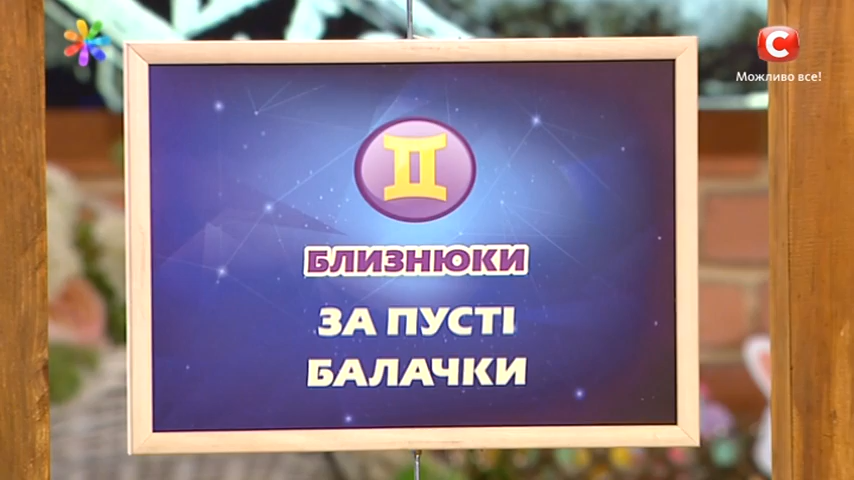 С
Можливо все!
БЛИЗНЮКИ
ЗА ПУСТІ
БАЛАЧКИ